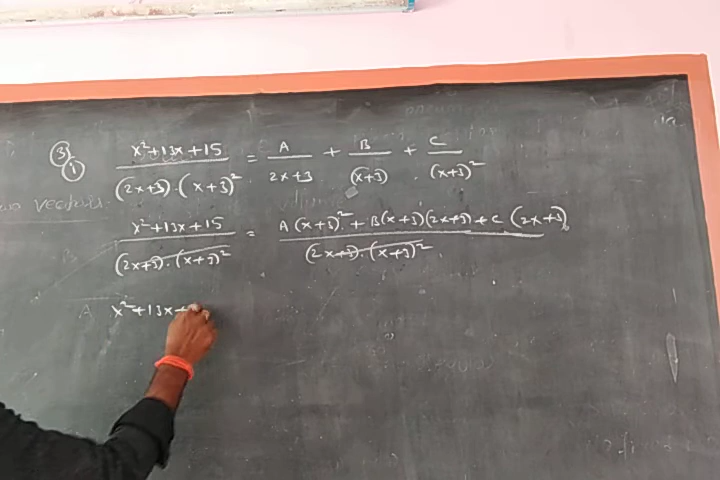 ③ ① (x²+13x+15)/((2x+3)·(x+3)²) = A/(2x+3) + B/(x+3) + C/(x+3)²
(x²+13x+15)/((2x+3)·(x+3)²) = (A(x+3)² + B(x+3)(2x+3) + C(2x+3))/((2x+3)·(x+3)²)
x²+13x+